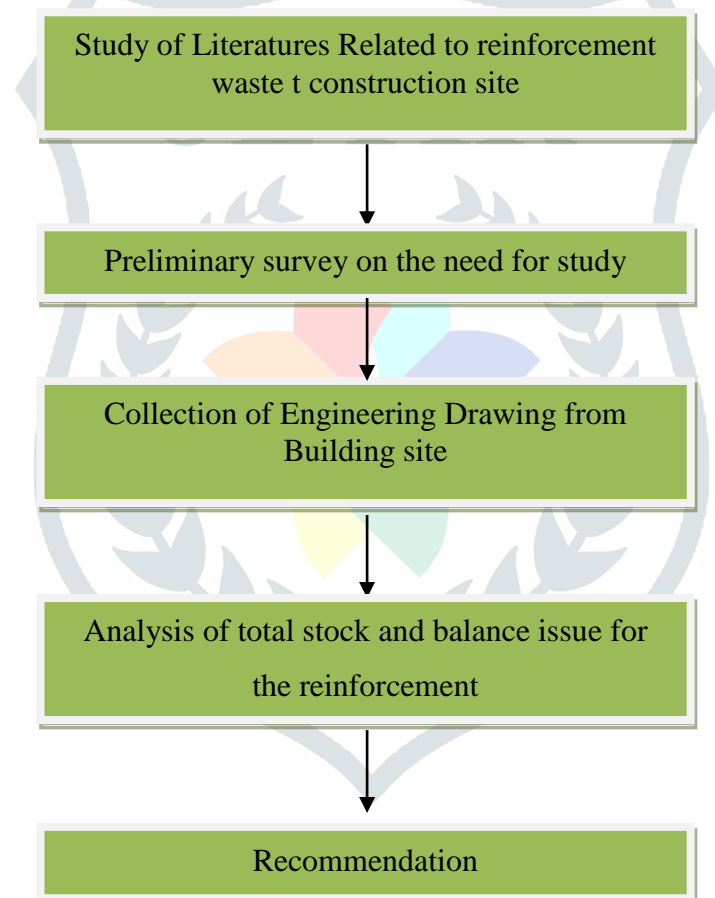 Study of Literatures Related to reinforcement
waste t construction site
Preliminary survey on the need for study
Collection of Engineering Drawing from
Building site
Analysis of total stock and balance issue for
the reinforcement
Recommendation